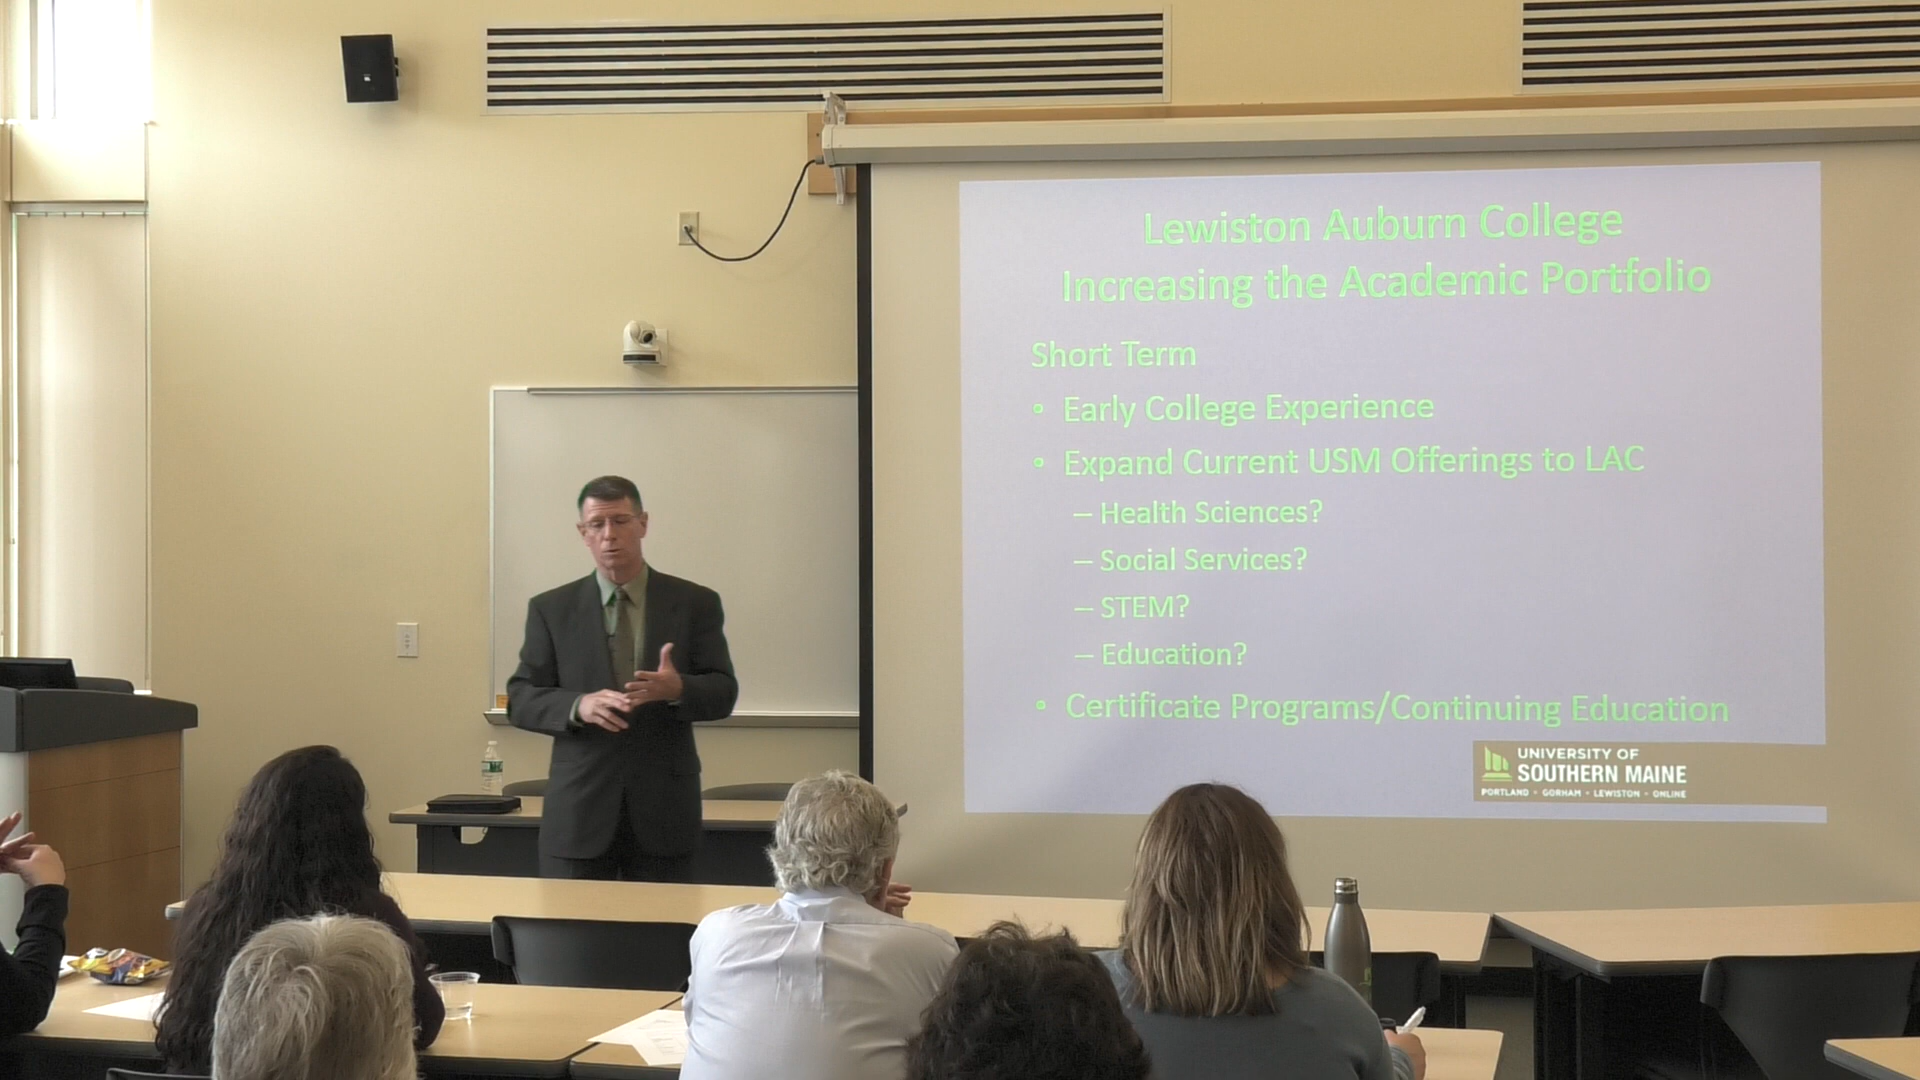 Lewiston Auburn College
Increasing the Academic Portfolio
Short Term
• Early College Experience
• Expand Current USM Offerings to LAC
– Health Sciences?
– Social Services?
– STEM?
– Education?
• Certificate Programs/Continuing Education
UNIVERSITY OF
SOUTHERN MAINE
PORTLAND • GORHAM • LEWISTON • ONLINE